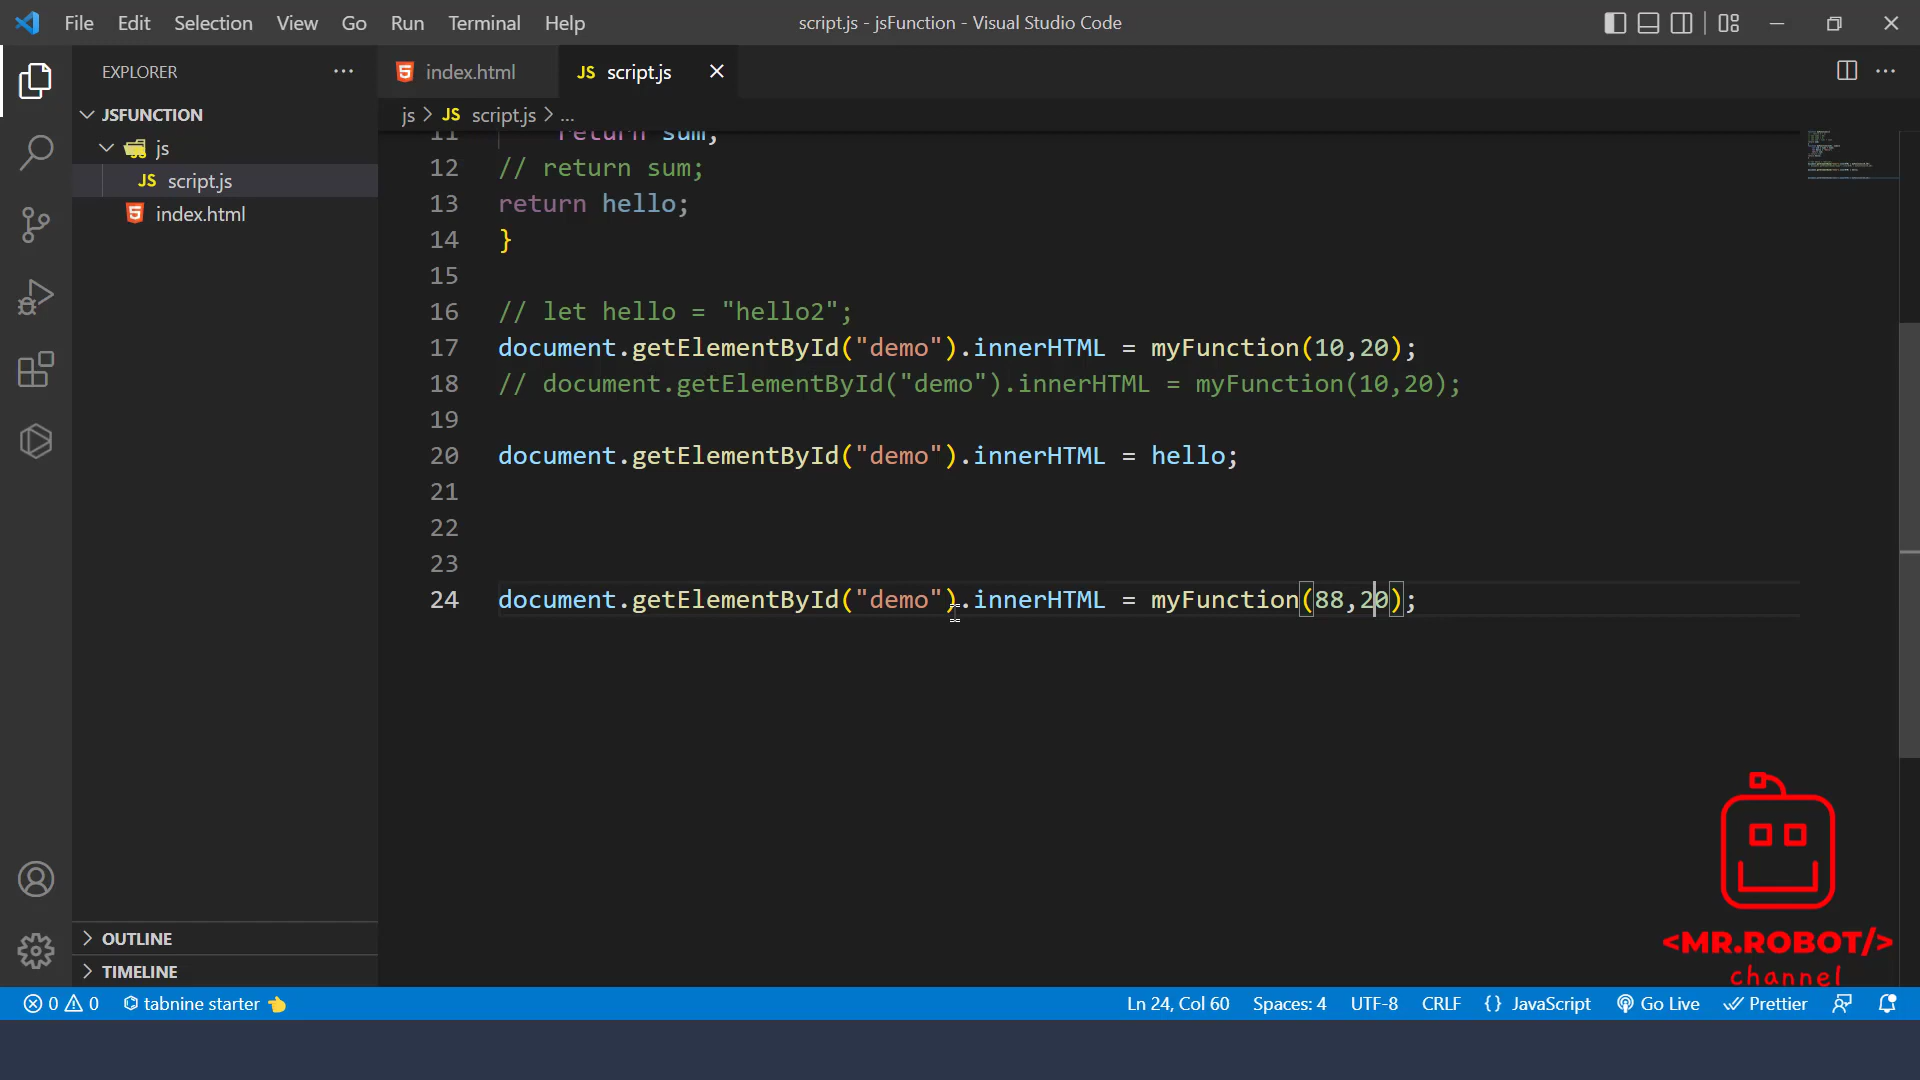 File Edit Selection View Go Run Terminal Help
script.js - jsFunction - Visual Studio Code
EXPLORER
JSFUNCTION
js
JS script.js
index.html
index.html
JS script.js
js > JS script.js > ...
11 return sum;
12 // return sum;
13 return hello;
14 }
15
16 // let hello = "hello2";
17 document.getElementById("demo").innerHTML = myFunction(10,20);
18 // document.getElementById("demo").innerHTML = myFunction(10,20);
19
20 document.getElementById("demo").innerHTML = hello;
21
22
23
24 document.getElementById("demo").innerHTML = myFunction(88,20);
OUTLINE
TIMELINE
<MR.ROBOT/>
channel
0 0 tabnine starter
Ln 24, Col 60 Spaces: 4 UTF-8 CRLF {} JavaScript Go Live Prettier